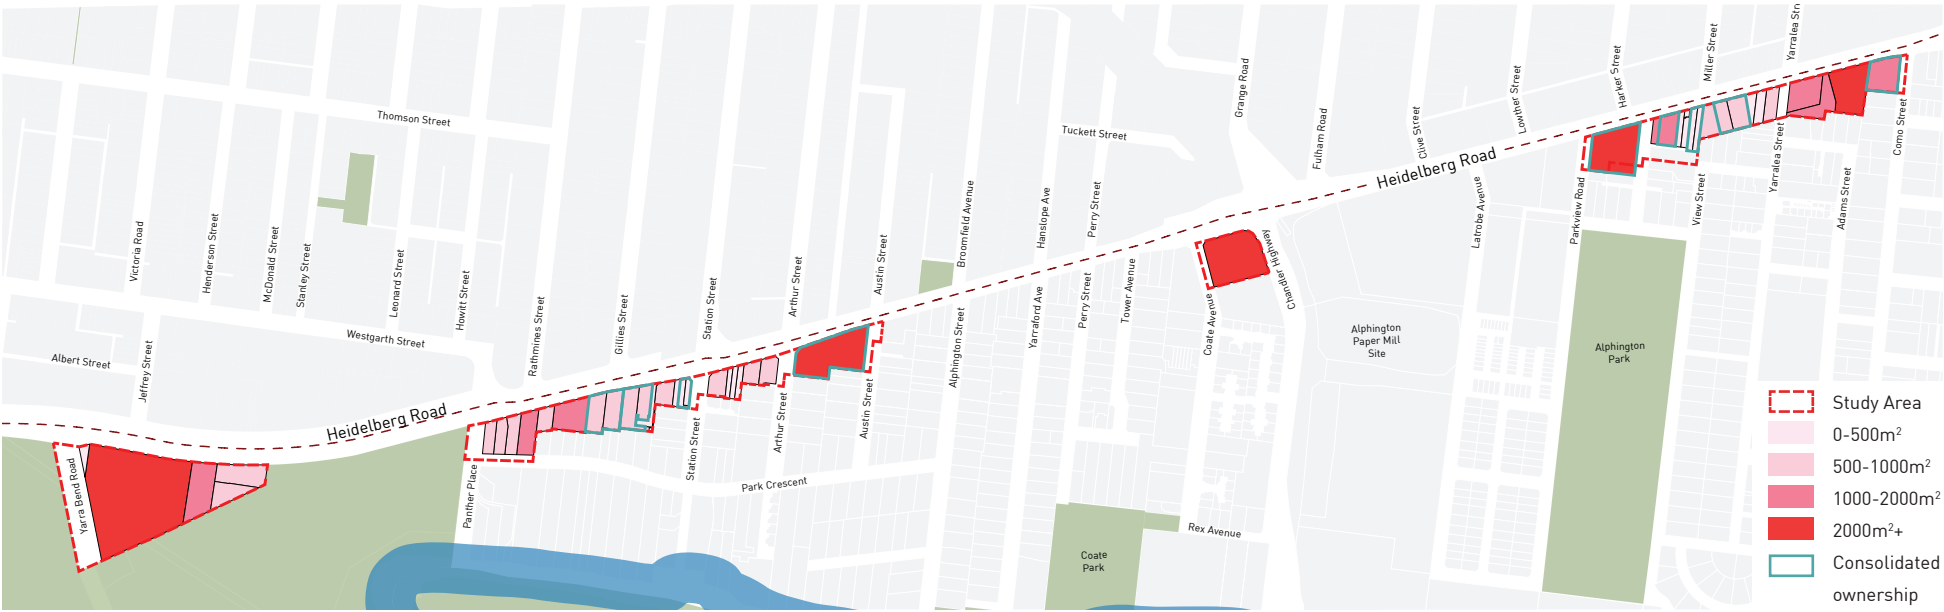 Thomson Street
Victoria Road
Henderson Street
McDonald Street
Stanley Street
Leonard Street
Howitt Street
Westgarth Street
Albert Street
Jeffrey Street
Rathmines Street
Gillies Street
Station Street
Arthur Street
Austin Street
Broomfield Avenue
Hanslope Ave
Perry Street
Tuckett Street
Grange Road
Fulham Road
Clive Street
Lowther Street
Harker Street
Miller Street
Yarralea Str
Heidelberg Road
Heidelberg Road
Yarra Bend Road
Panther Place
Station Street
Arthur Street
Austin Street
Park Crescent
Alphington Street
Yarraford Ave
Perry Street
Tower Avenue
Coate Avenue
Chandler Highway
Rex Avenue
Coate
Park
Alphington
Paper Mill
Site
Latrobe Avenue
Parkview Road
View Street
Yarralea Street
Adams Street
Como Street
Alphington
Park
Study Area
0-500m²
500-1000m²
1000-2000m²
2000m²+
Consolidated
ownership